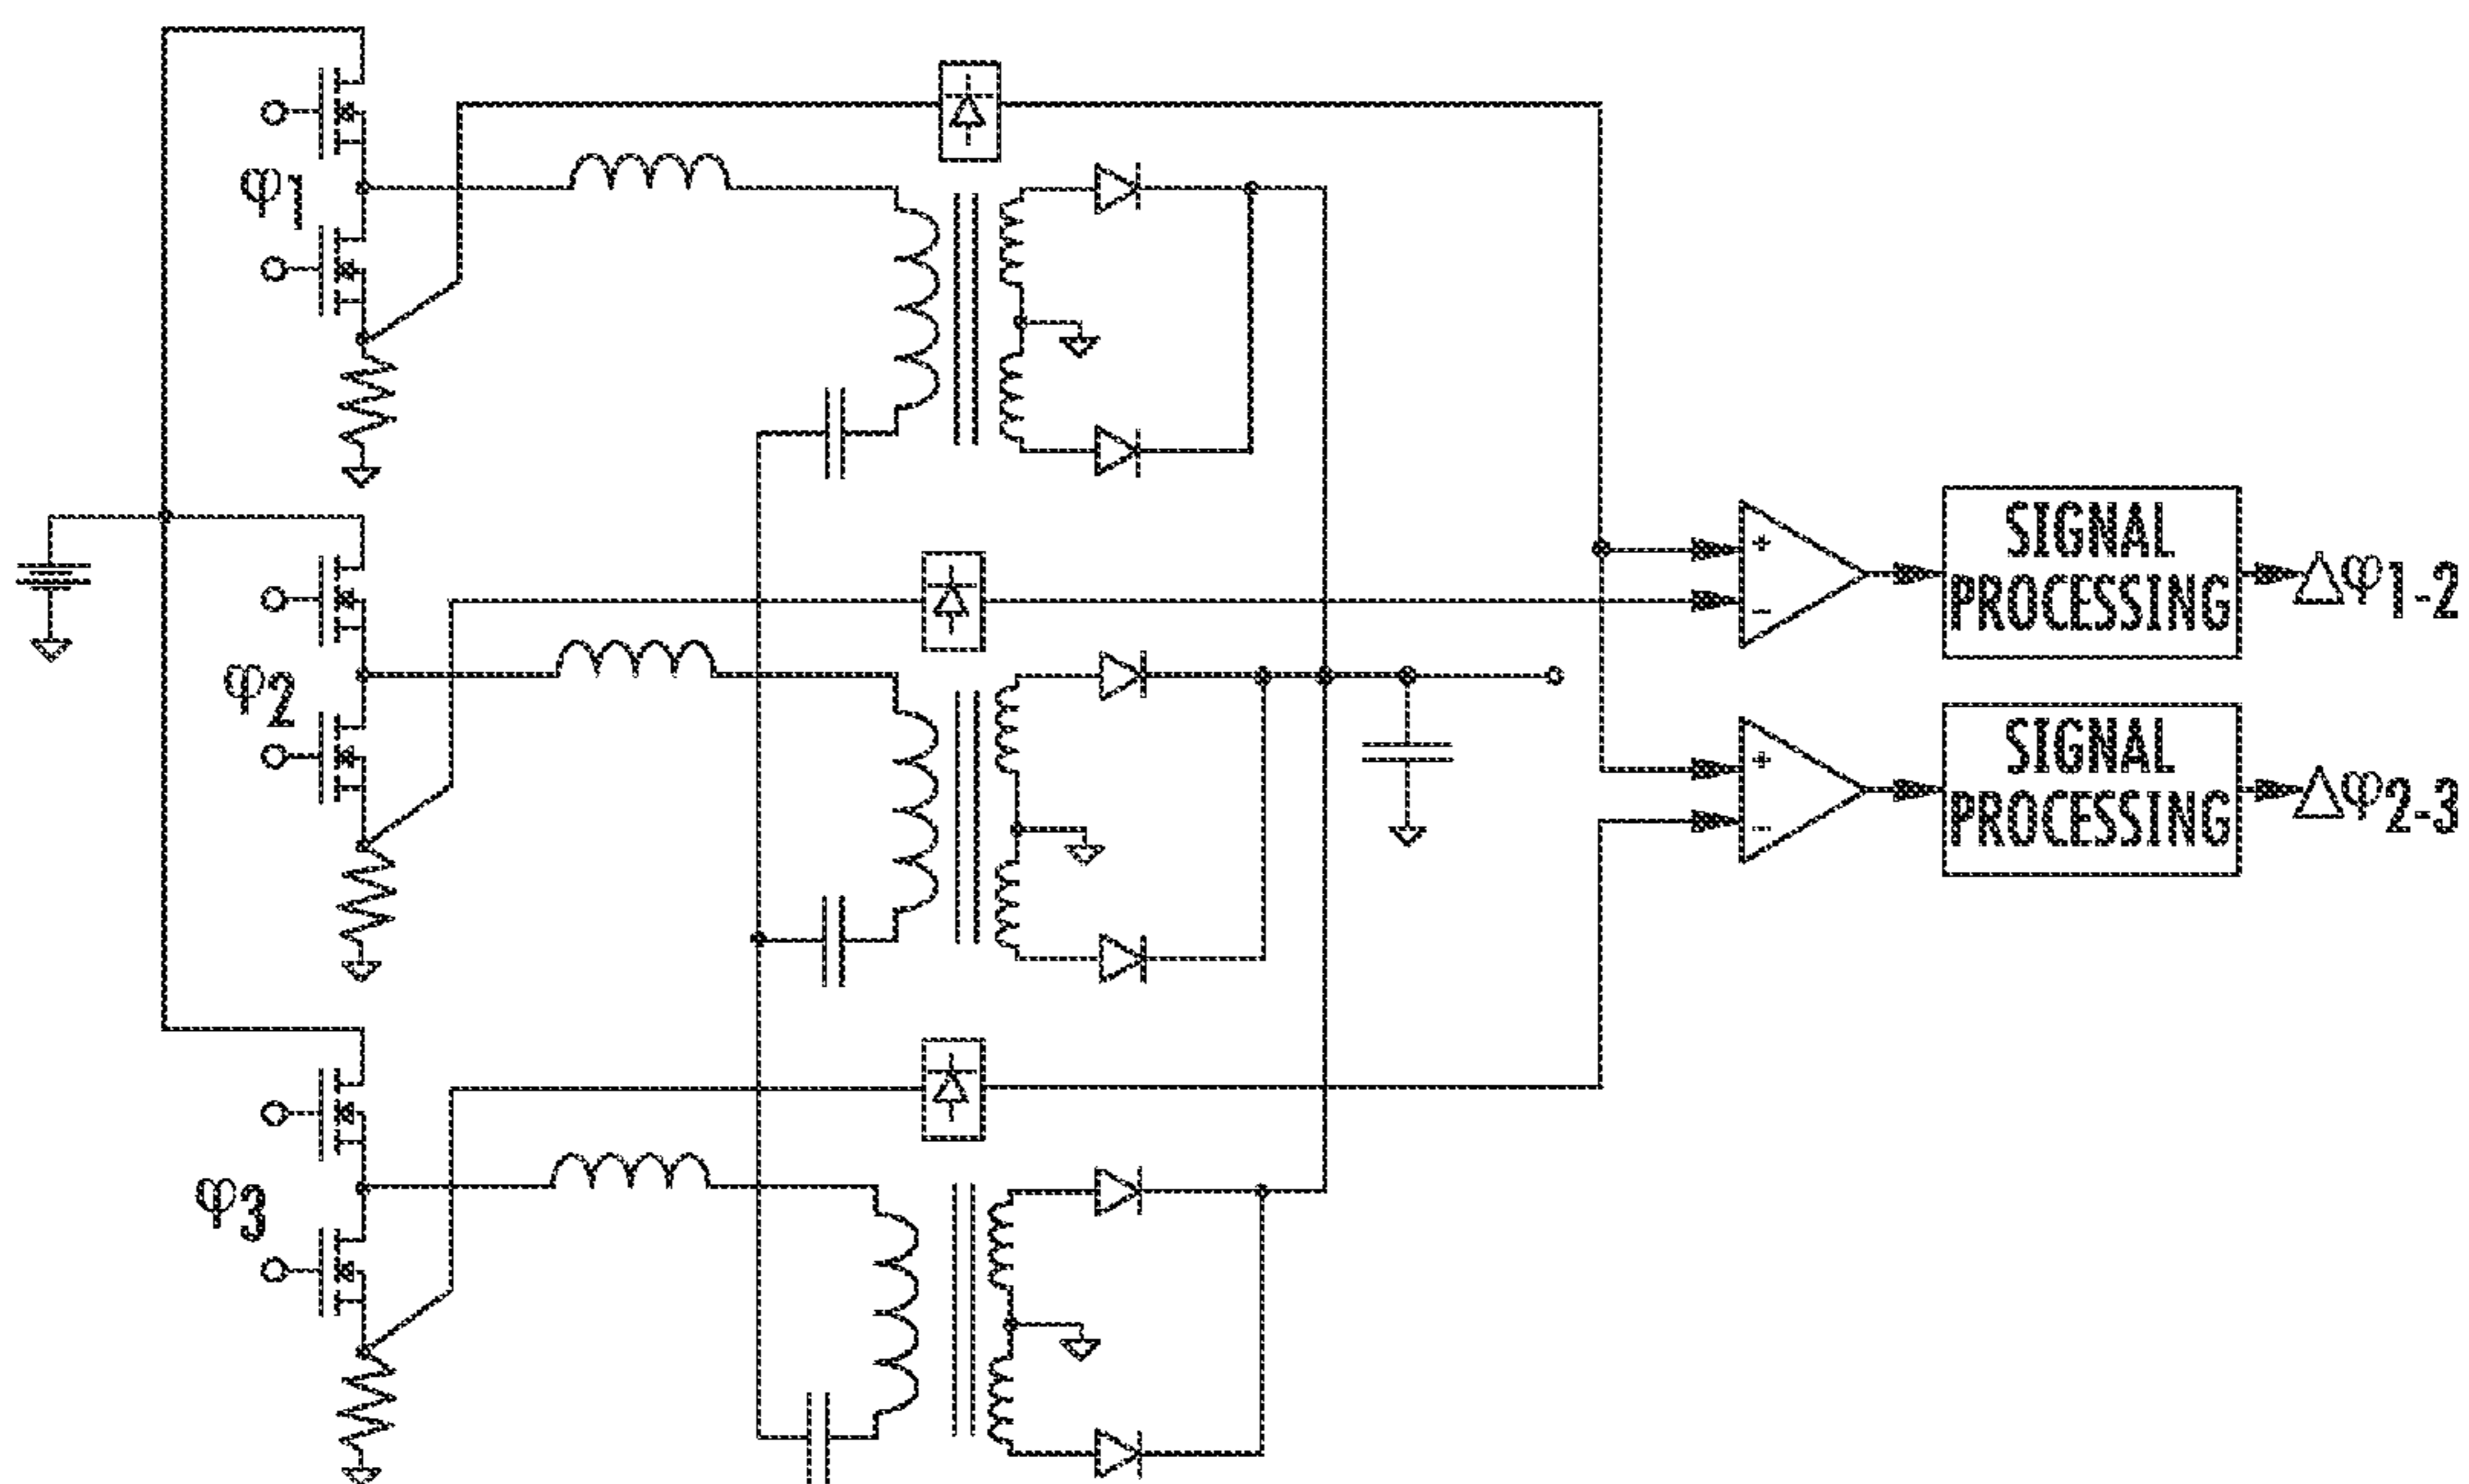 φ1
φ2
φ3
+
−
SIGNAL
PROCESSING
Δφ1-2
+
−
SIGNAL
PROCESSING
Δφ2-3